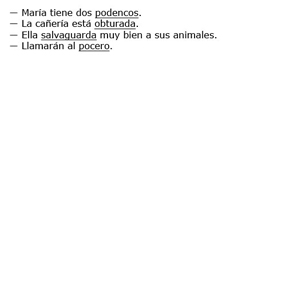 — María tiene dos podencos.
— La cañería está obturada.
— Ella salvaguarda muy bien a sus animales.
— Llamarán al pocero.